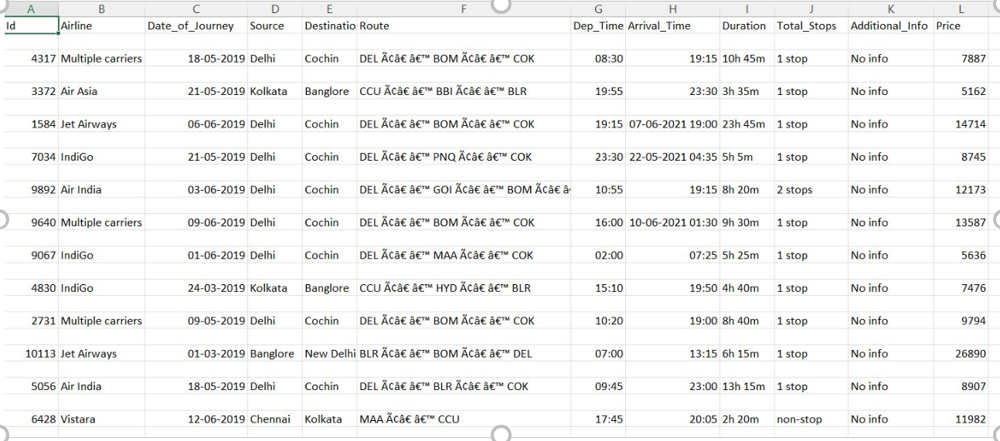 A B C D E F G H I J K L
Id Airline Date_of_Journey Source Destinatio Route Dep_Time Arrival_Time Duration Total_Stops Additional_Info Price
4317 Multiple carriers 18-05-2019 Delhi Cochin DEL Ã¢â€ â€™ BOM Ã¢â€ â€™ COK 08:30 19:15 10h 45m 1 stop No info 7887
3372 Air Asia 21-05-2019 Kolkata Banglore CCU Ã¢â€ â€™ BBI Ã¢â€ â€™ BLR 19:55 23:30 3h 35m 1 stop No info 5162
1584 Jet Airways 06-06-2019 Delhi Cochin DEL Ã¢â€ â€™ BOM Ã¢â€ â€™ COK 19:15 07-06-2021 19:00 23h 45m 1 stop No info 14714
7034 IndiGo 21-05-2019 Delhi Cochin DEL Ã¢â€ â€™ PNQ Ã¢â€ â€™ COK 23:30 22-05-2021 04:35 5h 5m 1 stop No info 8745
9892 Air India 03-06-2019 Delhi Cochin DEL Ã¢â€ â€™ GOI Ã¢â€ â€™ BOM Ã¢â€ â 10:55 19:15 8h 20m 2 stops No info 12173
9640 Multiple carriers 09-06-2019 Delhi Cochin DEL Ã¢â€ â€™ BOM Ã¢â€ â€™ COK 16:00 10-06-2021 01:30 9h 30m 1 stop No info 13587
9067 IndiGo 01-06-2019 Delhi Cochin DEL Ã¢â€ â€™ MAA Ã¢â€ â€™ COK 02:00 07:25 5h 25m 1 stop No info 5636
4830 IndiGo 24-03-2019 Kolkata Banglore CCU Ã¢â€ â€™ HYD Ã¢â€ â€™ BLR 15:10 19:50 4h 40m 1 stop No info 7476
2731 Multiple carriers 09-05-2019 Delhi Cochin DEL Ã¢â€ â€™ BOM Ã¢â€ â€™ COK 10:20 19:00 8h 40m 1 stop No info 9794
10113 Jet Airways 01-03-2019 Banglore New Delhi BLR Ã¢â€ â€™ BOM Ã¢â€ â€™ DEL 07:00 13:15 6h 15m 1 stop No info 26890
5056 Air India 18-05-2019 Delhi Cochin DEL Ã¢â€ â€™ BLR Ã¢â€ â€™ COK 09:45 23:00 13h 15m 1 stop No info 8907
6428 Vistara 12-06-2019 Chennai Kolkata MAA Ã¢â€ â€™ CCU 17:45 20:05 2h 20m non-stop No info 11982